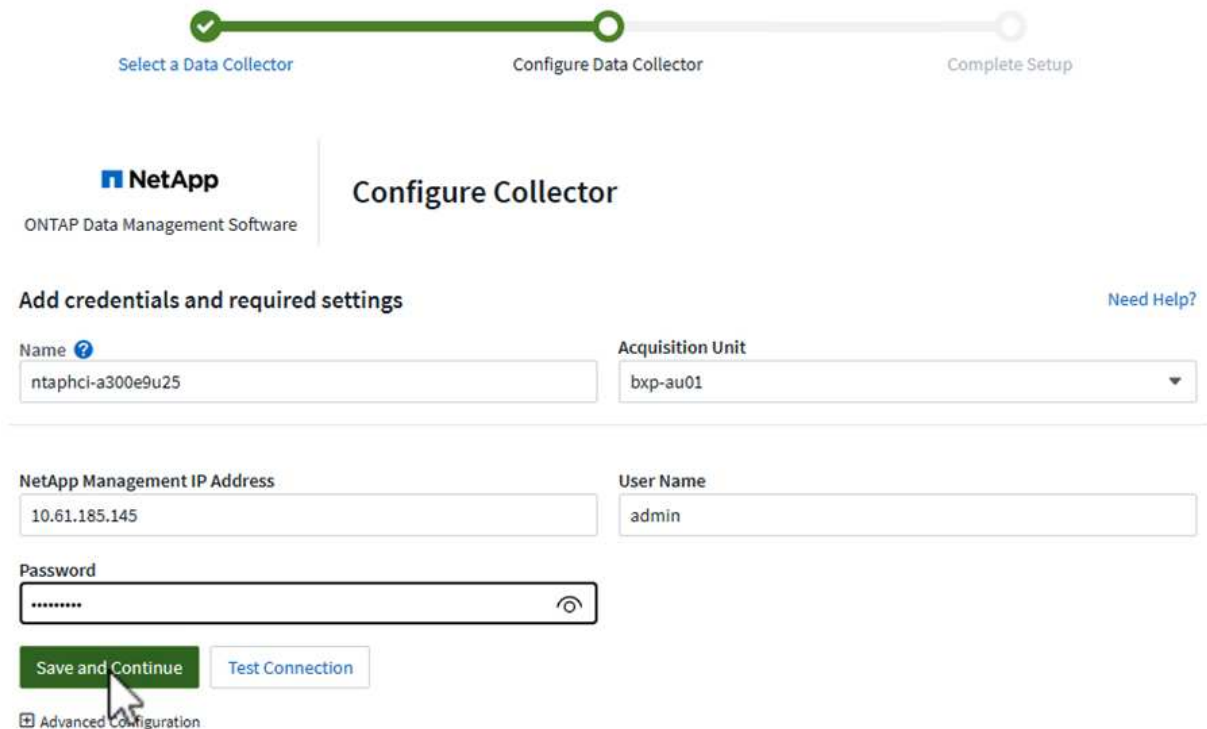 Select a Data Collector Configure Data Collector Complete Setup
NetApp
ONTAP Data Management Software
Configure Collector
Add credentials and required settings Need Help?
Name ? Acquisition Unit
ntaphci-a300e9u25 bxp-au01
NetApp Management IP Address User Name
10.61.185.145 admin
Password
•••••••••
Save and Continue Test Connection
Advanced Configuration